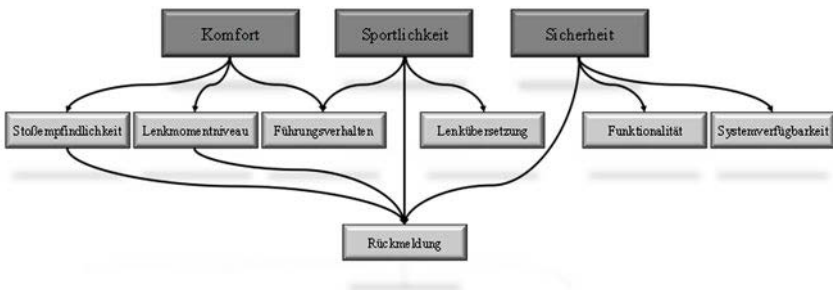 Komfort
Sportlichkeit
Sicherheit
Stoßempfindlichkeit
Lenkmomentniveau
Führungsverhalten
Lenkübersetzung
Funktionalität
Systemverfügbarkeit
Rückmeldung